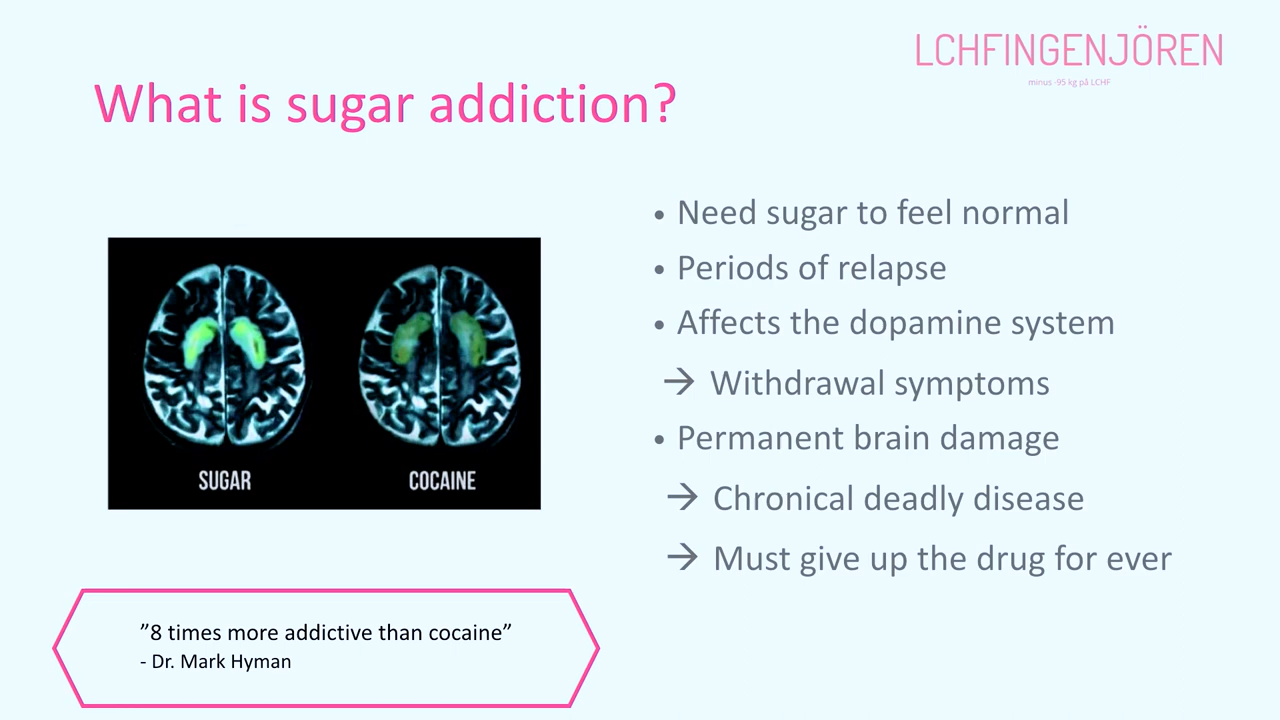 LCHFINGENJÖREN
minus -95 kg på LCHF
What is sugar addiction?
• Need sugar to feel normal
• Periods of relapse
• Affects the dopamine system
→ Withdrawal symptoms
• Permanent brain damage
→ Chronical deadly disease
→ Must give up the drug for ever
SUGAR
COCAINE
”8 times more addictive than cocaine”
- Dr. Mark Hyman